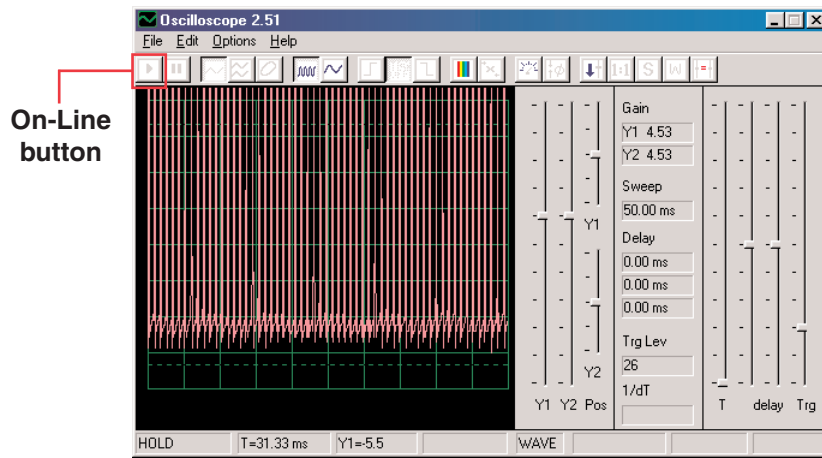 Oscilloscope 2.51
File Edit Options Help
1:1 S W
On-Line
button
Gain
Y1 4.53
Y2 4.53
Sweep
50.00 ms
Y1
Delay
0.00 ms
0.00 ms
0.00 ms
Trg Lev
26
Y2
1/dT
Y1 Y2 Pos
T delay Trg
HOLD T=31.33 ms Y1=-5.5 WAVE